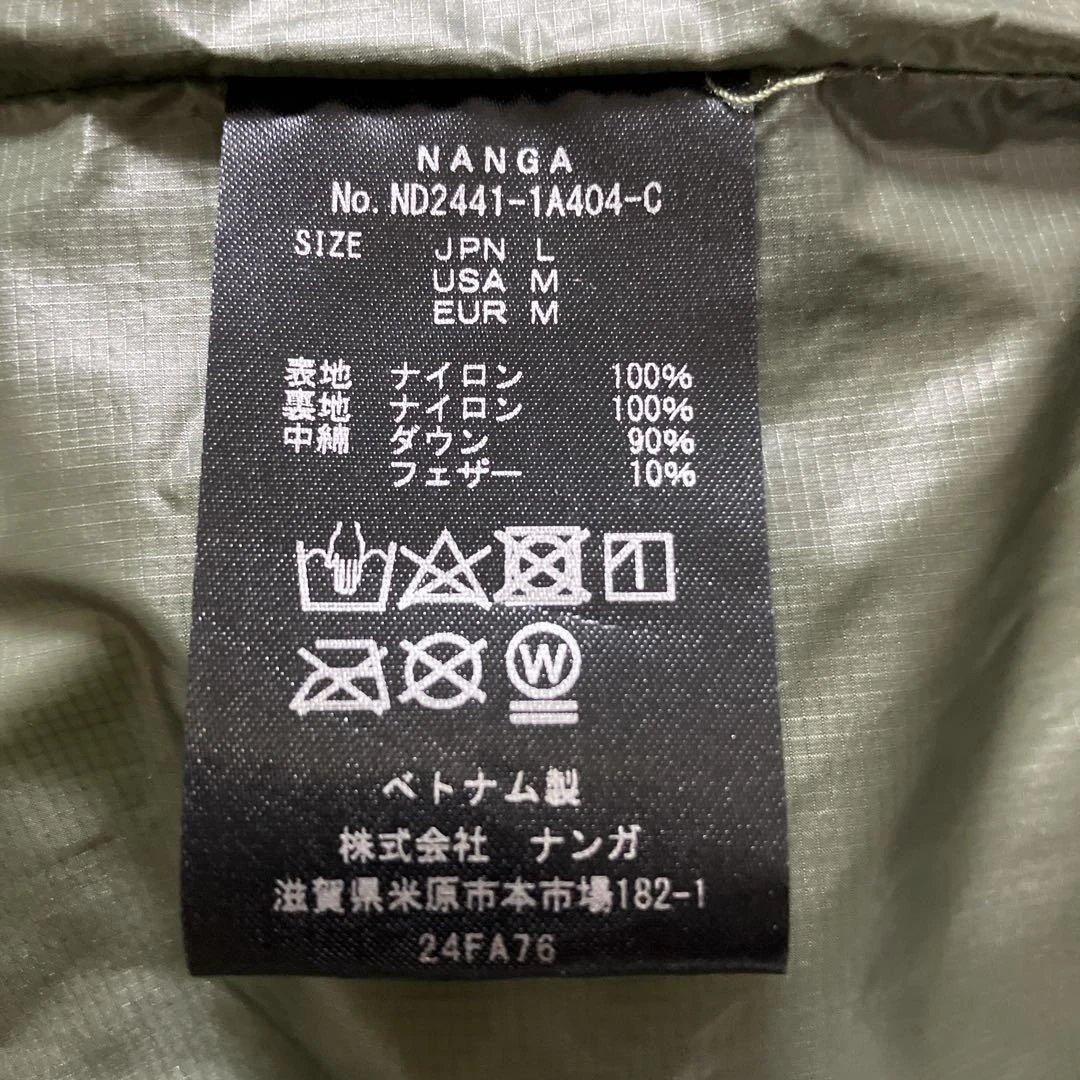 NANGA
No. ND2441-1A404-C
SIZE JPN L
USA M
EUR M
表地 ナイロン 100%
裏地 ナイロン 100%
中綿 ダウン 90%
フェザー 10%
1
W
ベトナム製
株式会社 ナンガ
滋賀県米原市本市場182-1
24FA76